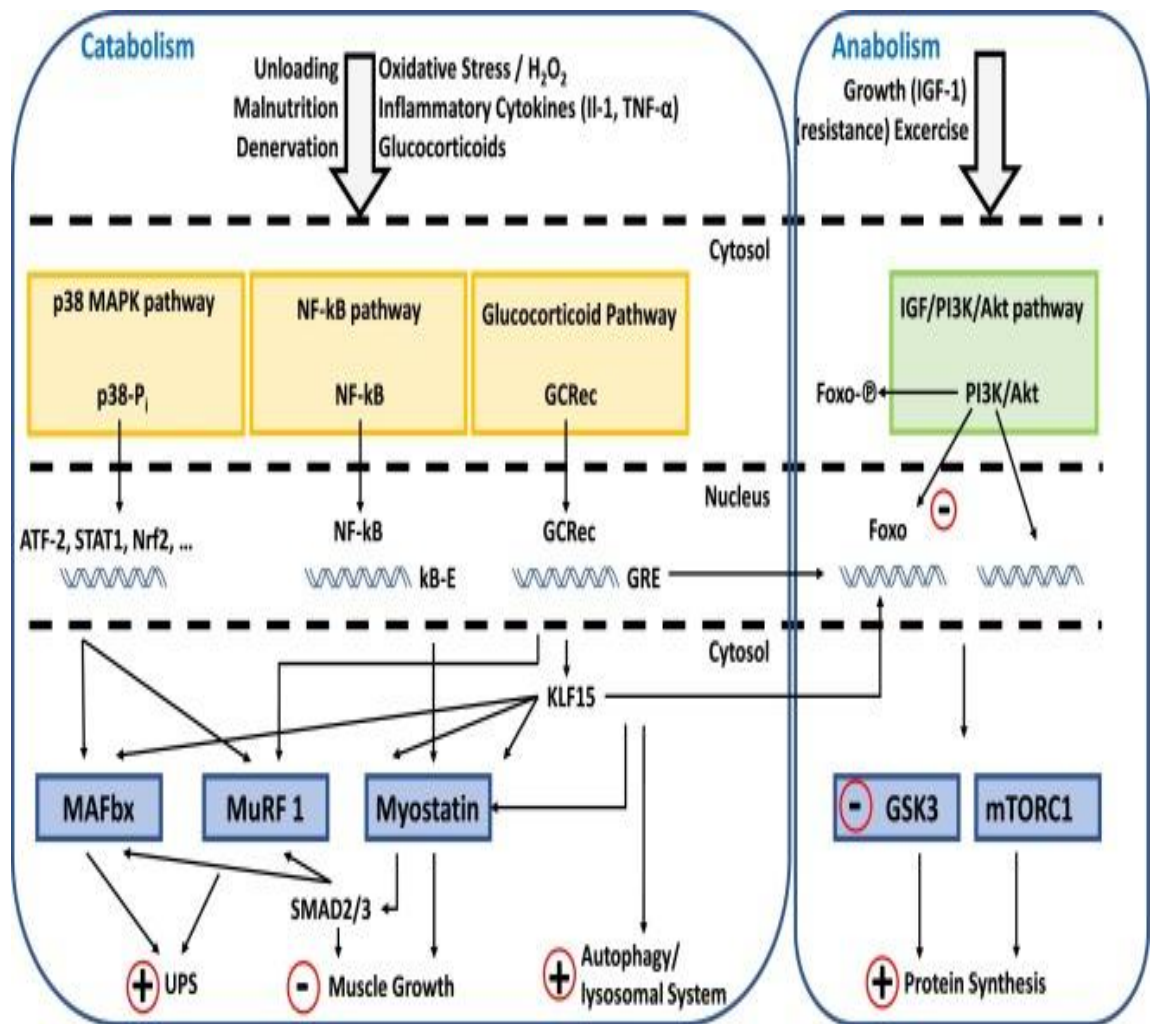 Catabolism
Unloading
Malnutrition
Denervation
Oxidative Stress / H₂O₂
Inflammatory Cytokines (Il-1, TNF-α)
Glucocorticoids
Anabolism
Growth (IGF-1)
(resistance) Excercise
Cytosol
p38 MAPK pathway
p38-Pᵢ
NF-kB pathway
NF-kB
Glucocorticoid Pathway
GCRec
IGF/PI3K/Akt pathway
Foxo-Ⓟ
PI3K/Akt
Nucleus
ATF-2, STAT1, Nrf2, ...
NF-kB
kB-E
GCRec
GRE
Foxo
-
Cytosol
KLF15
MAFbx
MuRF 1
Myostatin
- GSK3
mTORC1
SMAD2/3
+ UPS
- Muscle Growth
+ Autophagy/
lysosomal System
+ Protein Synthesis